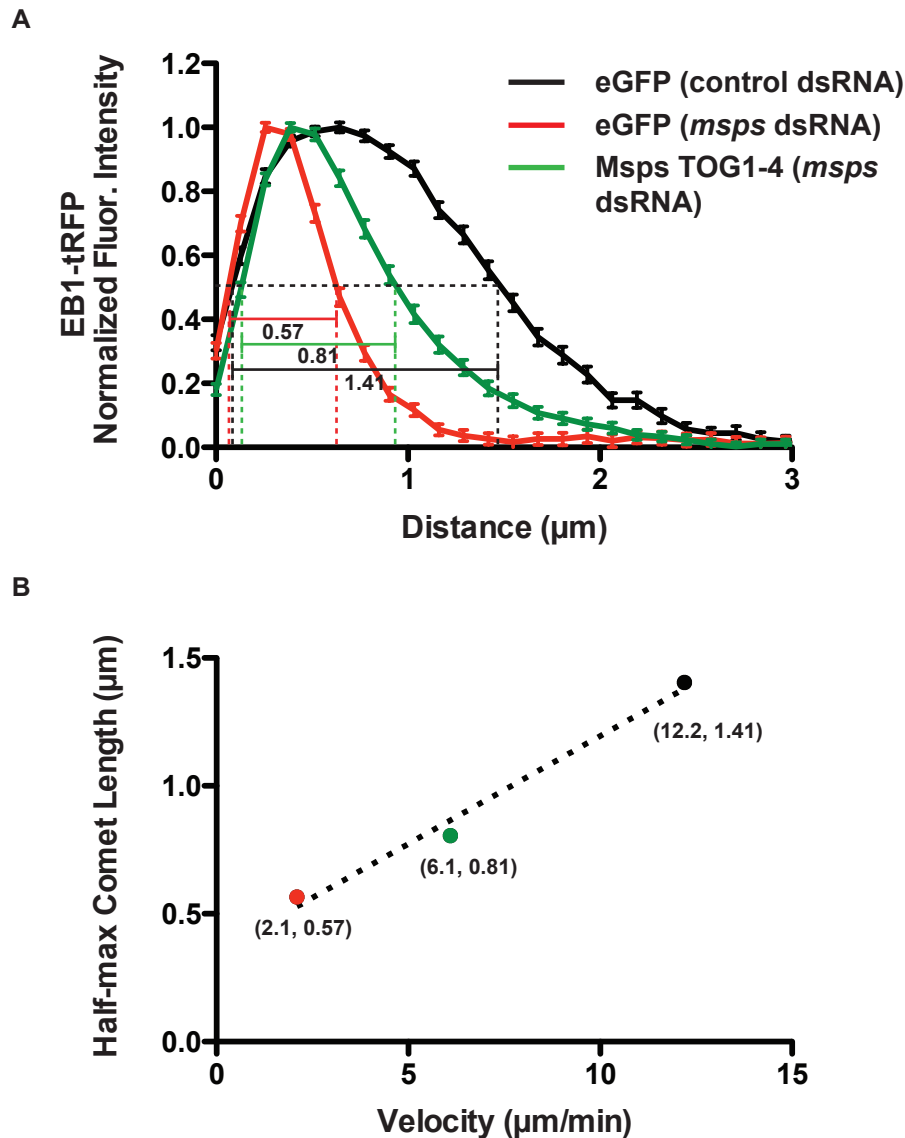 A
EB1-tRFP
Normalized Fluor. Intensity
1.2
1.0
0.8
0.6
0.4
0.2
0.0
eGFP (control dsRNA)
eGFP (msps dsRNA)
Msps TOG1-4 (msps
dsRNA)
0.57
0.81
1.41
0
1
2
3
Distance (µm)
B
Half-max Comet Length (µm)
1.5
1.0
0.5
0.0
(12.2, 1.41)
(6.1, 0.81)
(2.1, 0.57)
0
5
10
15
Velocity (µm/min)